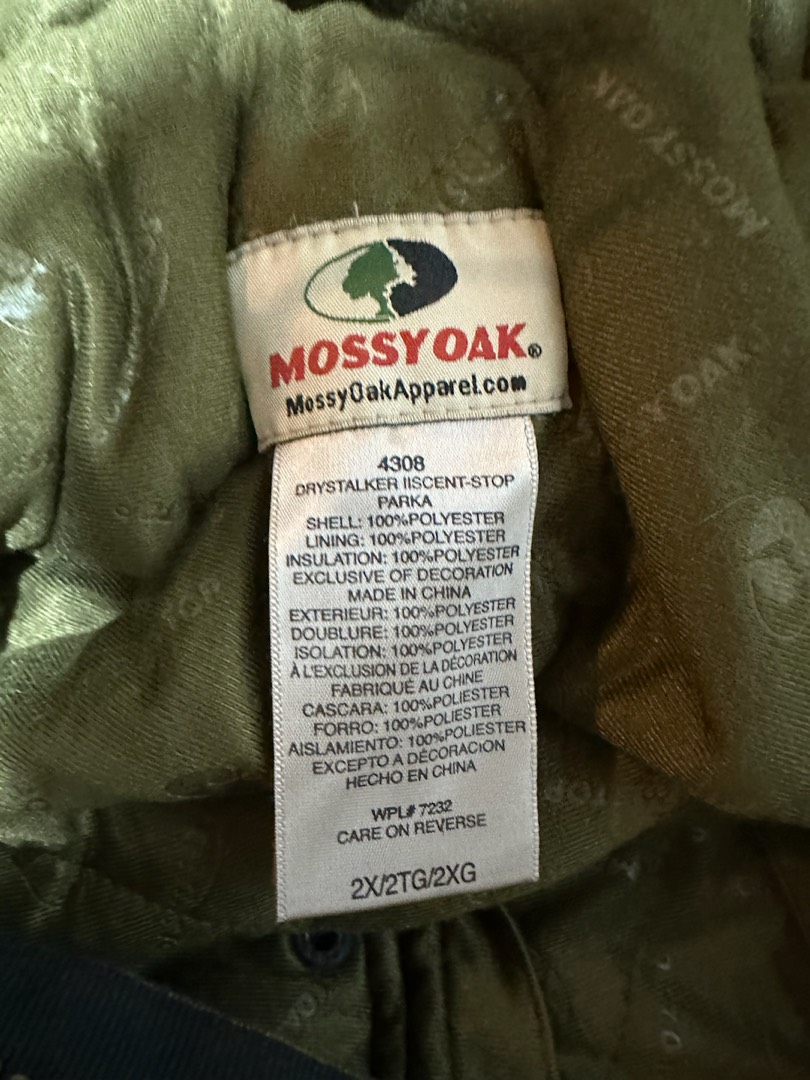 MOSSY OAK®
MossyOakApparel.com
4308
DRYSTALKER IISCENT-STOP
PARKA
SHELL: 100%POLYESTER
LINING: 100%POLYESTER
INSULATION: 100%POLYESTER
EXCLUSIVE OF DECORATION
MADE IN CHINA
EXTERIEUR: 100%POLYESTER
DOUBLURE: 100%POLYESTER
ISOLATION: 100%POLYESTER
À L'EXCLUSION DE LA DÉCORATION
FABRIQUÉ AU CHINE
CASCARA: 100%POLIESTER
FORRO: 100%POLIESTER
AISLAMIENTO: 100%POLIESTER
EXCEPTO A DÉCORACIÓN
HECHO EN CHINA
WPL# 7232
CARE ON REVERSE
2X/2TG/2XG
MOSSY OAK
Y OAK
TOP